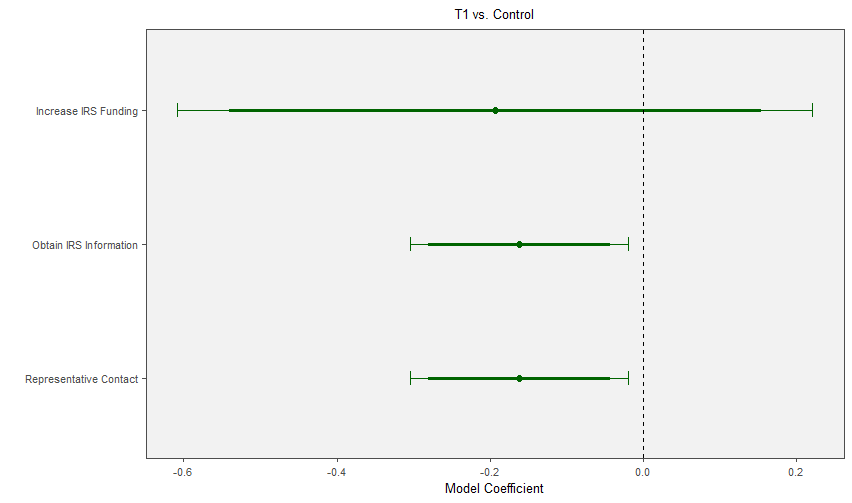 T1 vs. Control
Increase IRS Funding
Obtain IRS Information
Representative Contact
-0.6 -0.4 -0.2 0.0 0.2
Model Coefficient